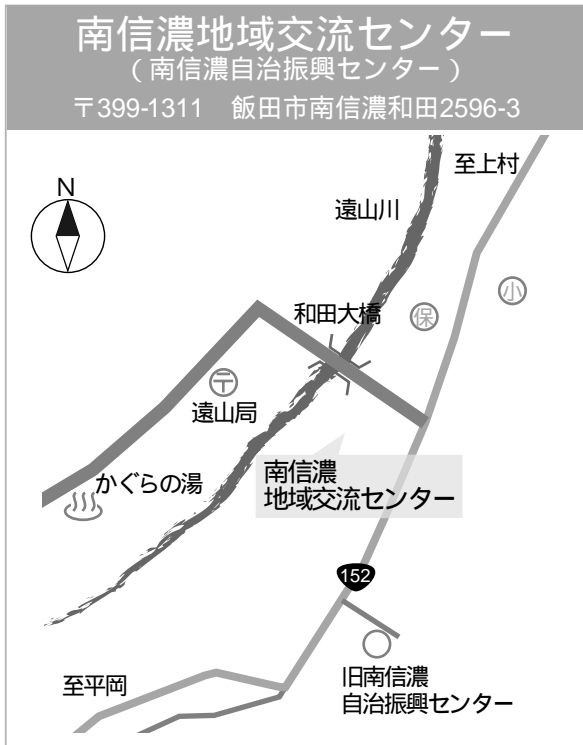 南信濃地域交流センター
（南信濃自治振興センター）
〒399-1311　飯田市南信濃和田2596-3
至上村
N
遠山川
小
和田大橋
保
〒
遠山局
かぐらの湯
南信濃
地域交流センター
152
至平岡
旧南信濃
自治振興センター